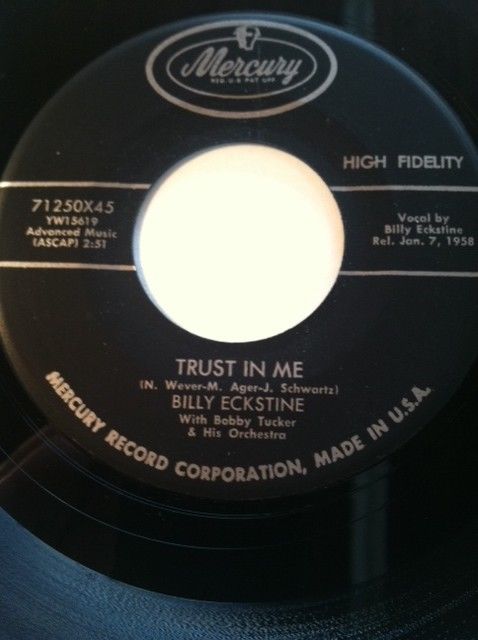 Mercury
REG. U.S. PAT. OFF.
HIGH FIDELITY
71250X45
YW15619
Advanced Music
(ASCAP) 2:51
Vocal by
Billy Eckstine
Rel. Jan. 7, 1958
TRUST IN ME
(N. Wever-M. Ager-J. Schwartz)
BILLY ECKSTINE
With Bobby Tucker
& His Orchestra
MERCURY RECORD CORPORATION, MADE IN U.S.A.